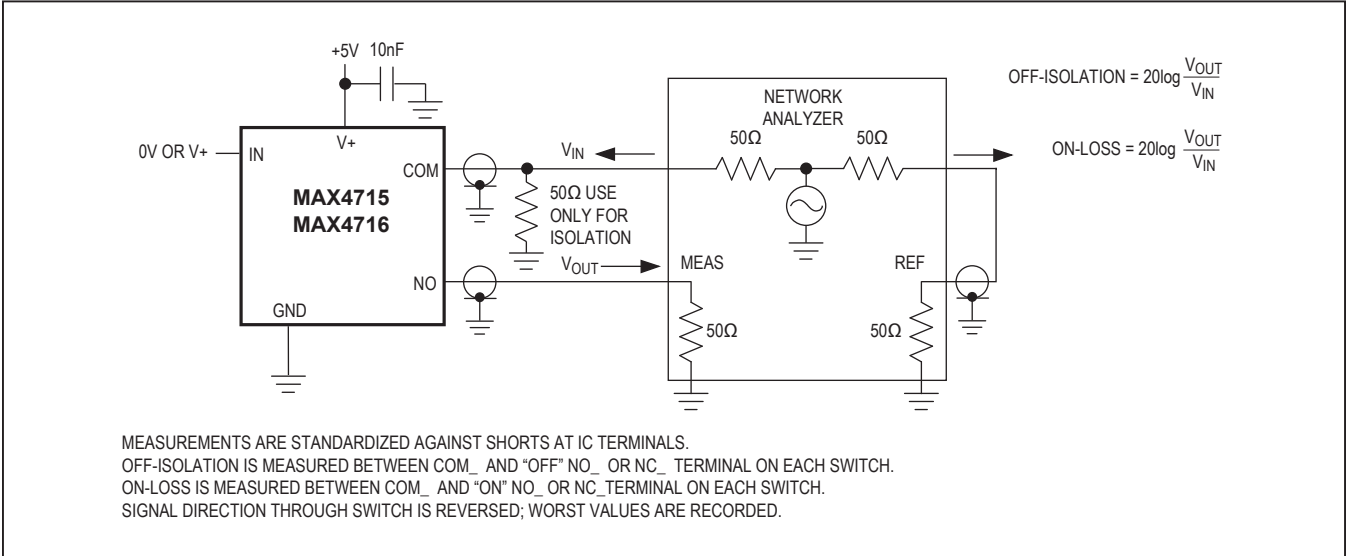 +5V 10nF
OFF-ISOLATION = 20log VOUT
VIN
NETWORK
ANALYZER
50Ω
50Ω
V+
0V OR V+
IN
VIN
ON-LOSS = 20log VOUT
VIN
COM
MAX4715
MAX4716
50Ω USE
ONLY FOR
ISOLATION
VOUT
MEAS
REF
NO
GND
50Ω
50Ω
MEASUREMENTS ARE STANDARDIZED AGAINST SHORTS AT IC TERMINALS.
OFF-ISOLATION IS MEASURED BETWEEN COM_ AND “OFF” NO_ OR NC_ TERMINAL ON EACH SWITCH.
ON-LOSS IS MEASURED BETWEEN COM_ AND “ON” NO_ OR NC_TERMINAL ON EACH SWITCH.
SIGNAL DIRECTION THROUGH SWITCH IS REVERSED; WORST VALUES ARE RECORDED.